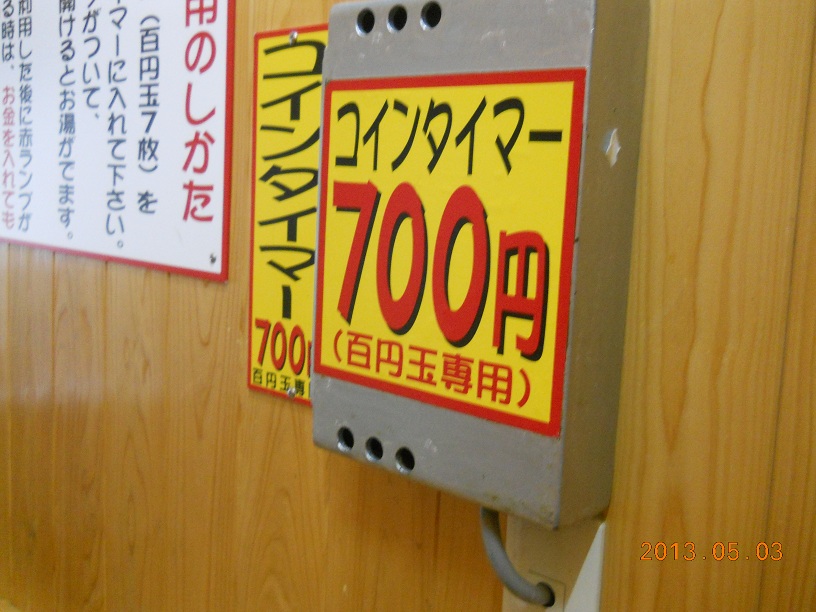 用のしかた
（百円玉７枚）を
マーに入れて下さい。
がついて、
開けるとお湯がでます。
利用した後に赤ランプが
る時は、お金を入れても
コインタイマー
700
百円玉専
コインタイマー
700円
（百円玉専用）
2013.05.03